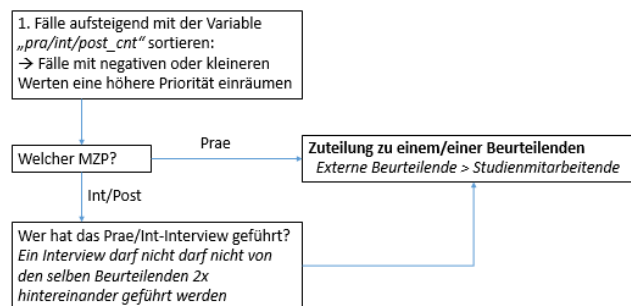 1. Fälle aufsteigend mit der Variable
„pra/int/post_cnt“ sortieren:
→ Fälle mit negativen oder kleineren
Werten eine höhere Priorität einräumen
Welcher MZP?
Prae
Zuteilung zu einem/einer Beurteilenden
Externe Beurteilende > Studienmitarbeitende
Int/Post
Wer hat das Prae/Int-Interview geführt?
Ein Interview darf nicht darf nicht von
den selben Beurteilenden 2x
hintereinander geführt werden